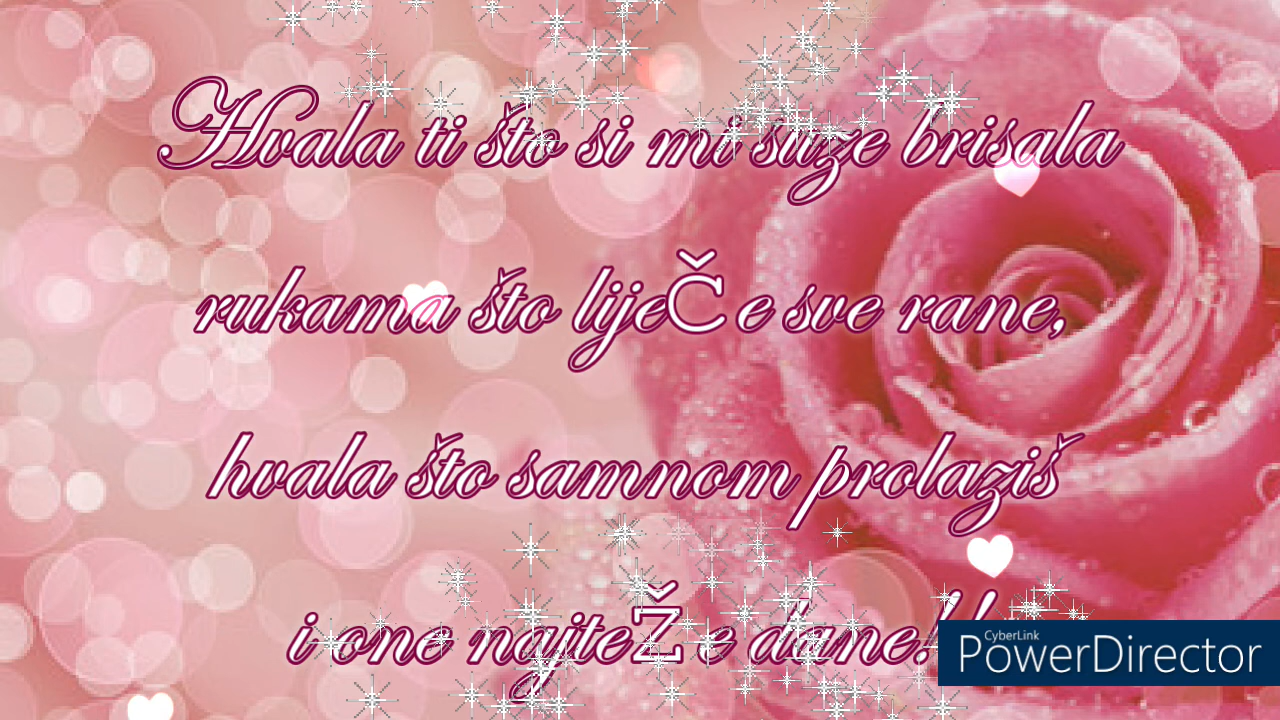 Hvala ti što si mi suze brisala
rukama što liječe sve rane,
hvala što samnom prolaziš
i one najteže dane!!
CyberLink
PowerDirector